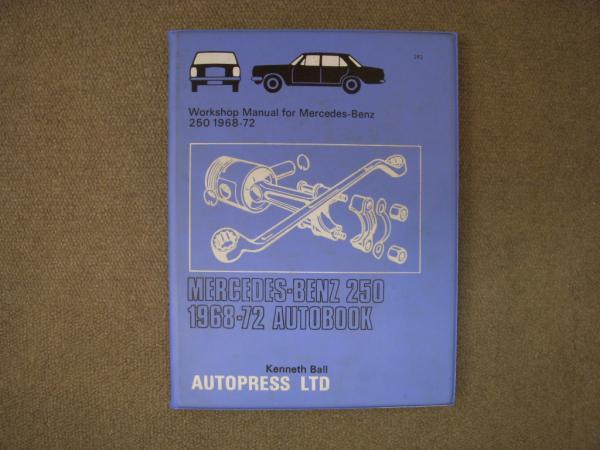 Workshop Manual for Mercedes-Benz
250 1968-72
MERCEDES-BENZ 250
1968-72 AUTOBOOK
Kenneth Ball
AUTOPRESS LTD